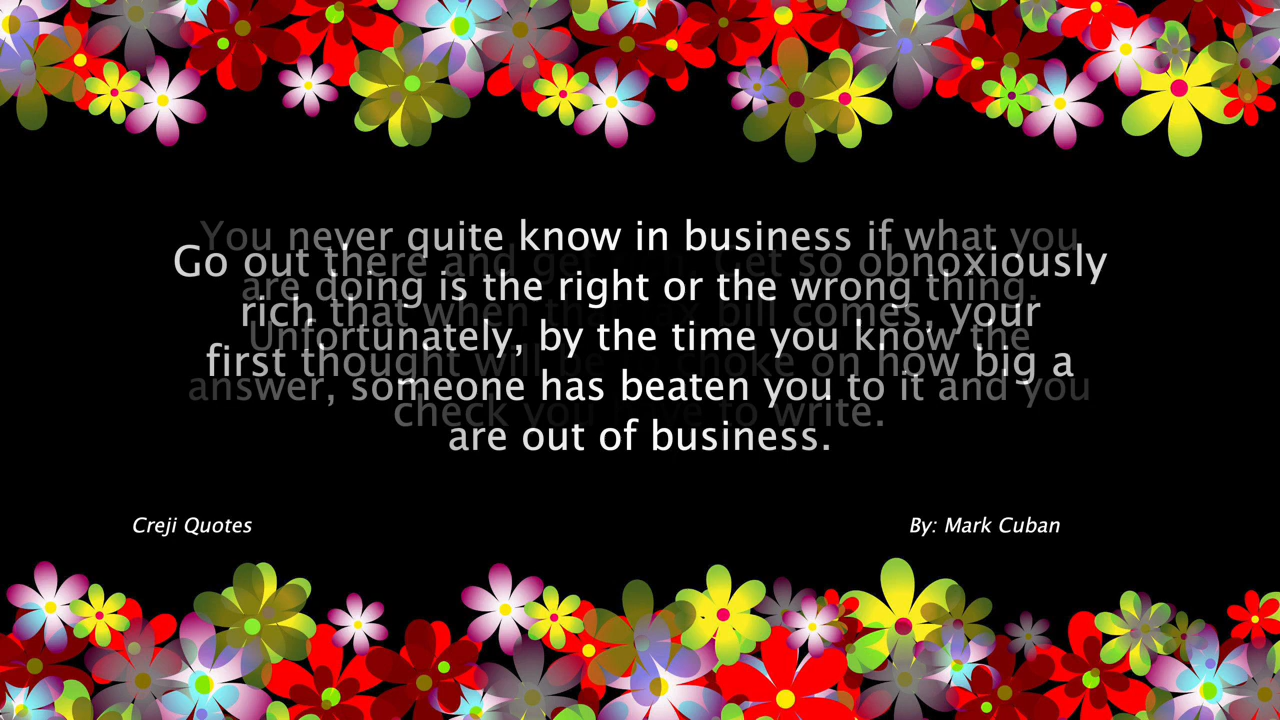 You never quite know in business if what you
are doing is the right or the wrong thing.
Unfortunately, by the time you know the
answer, someone has beaten you to it and you
are out of business.
Go out there and get Get so obnoxiously
rich that when the bill comes, your
first thought will be choke on how big a
check you to write.
Creji Quotes
By: Mark Cuban